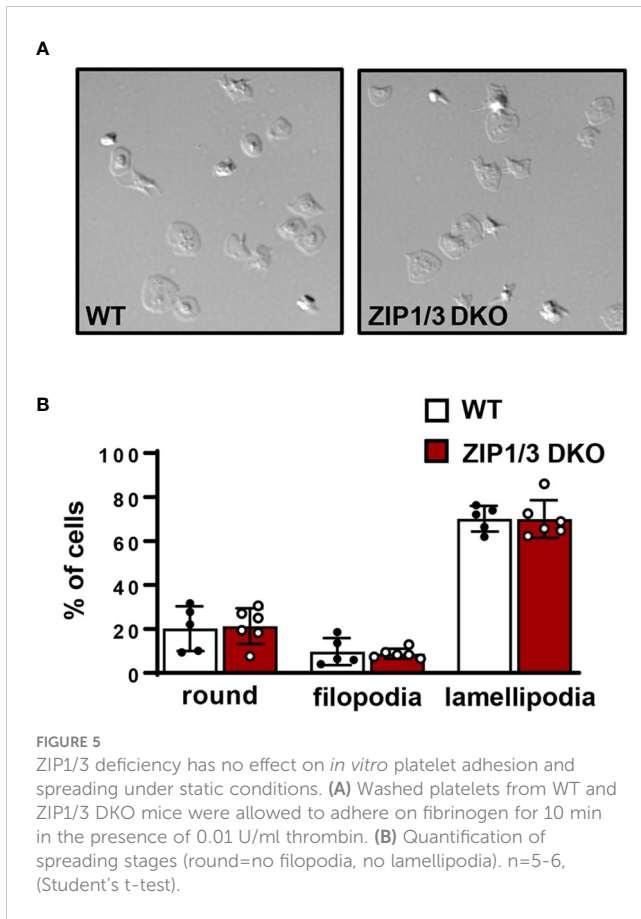 A
WT
ZIP1/3 DKO
B
WT
ZIP1/3 DKO
% of cells
100
80
60
40
20
0
round filopodia lamellipodia
FIGURE 5
ZIP1/3 deficiency has no effect on in vitro platelet adhesion and
spreading under static conditions. (A) Washed platelets from WT and
ZIP1/3 DKO mice were allowed to adhere on fibrinogen for 10 min
in the presence of 0.01 U/ml thrombin. (B) Quantification of
spreading stages (round=no filopodia, no lamellipodia). n=5-6,
(Student's t-test).